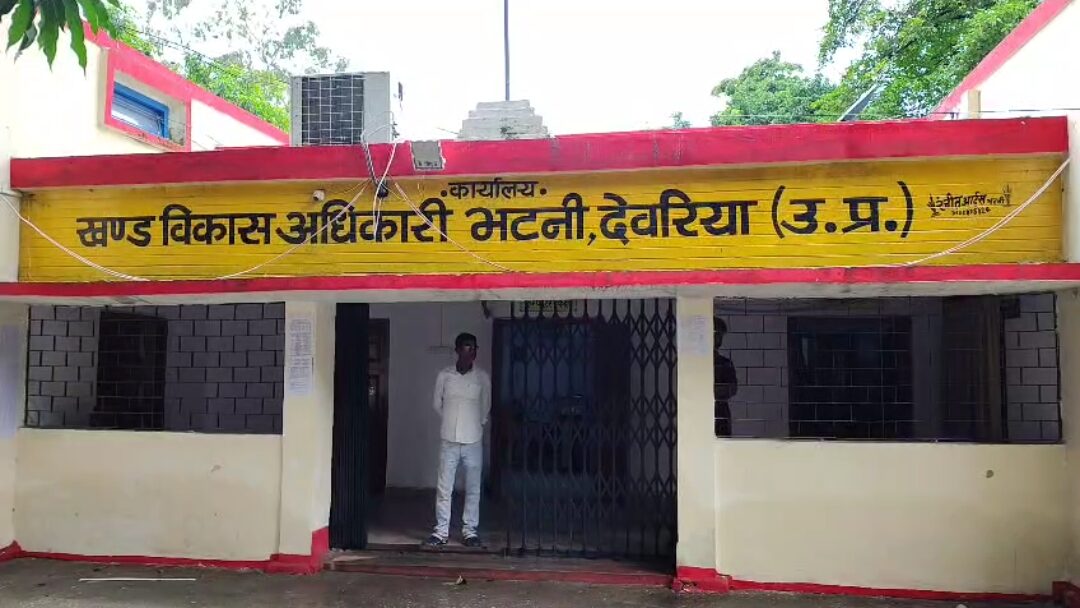 . कार्यालय .
खण्ड विकास अधिकारी भटनी, देवरिया (उ.प्र.)